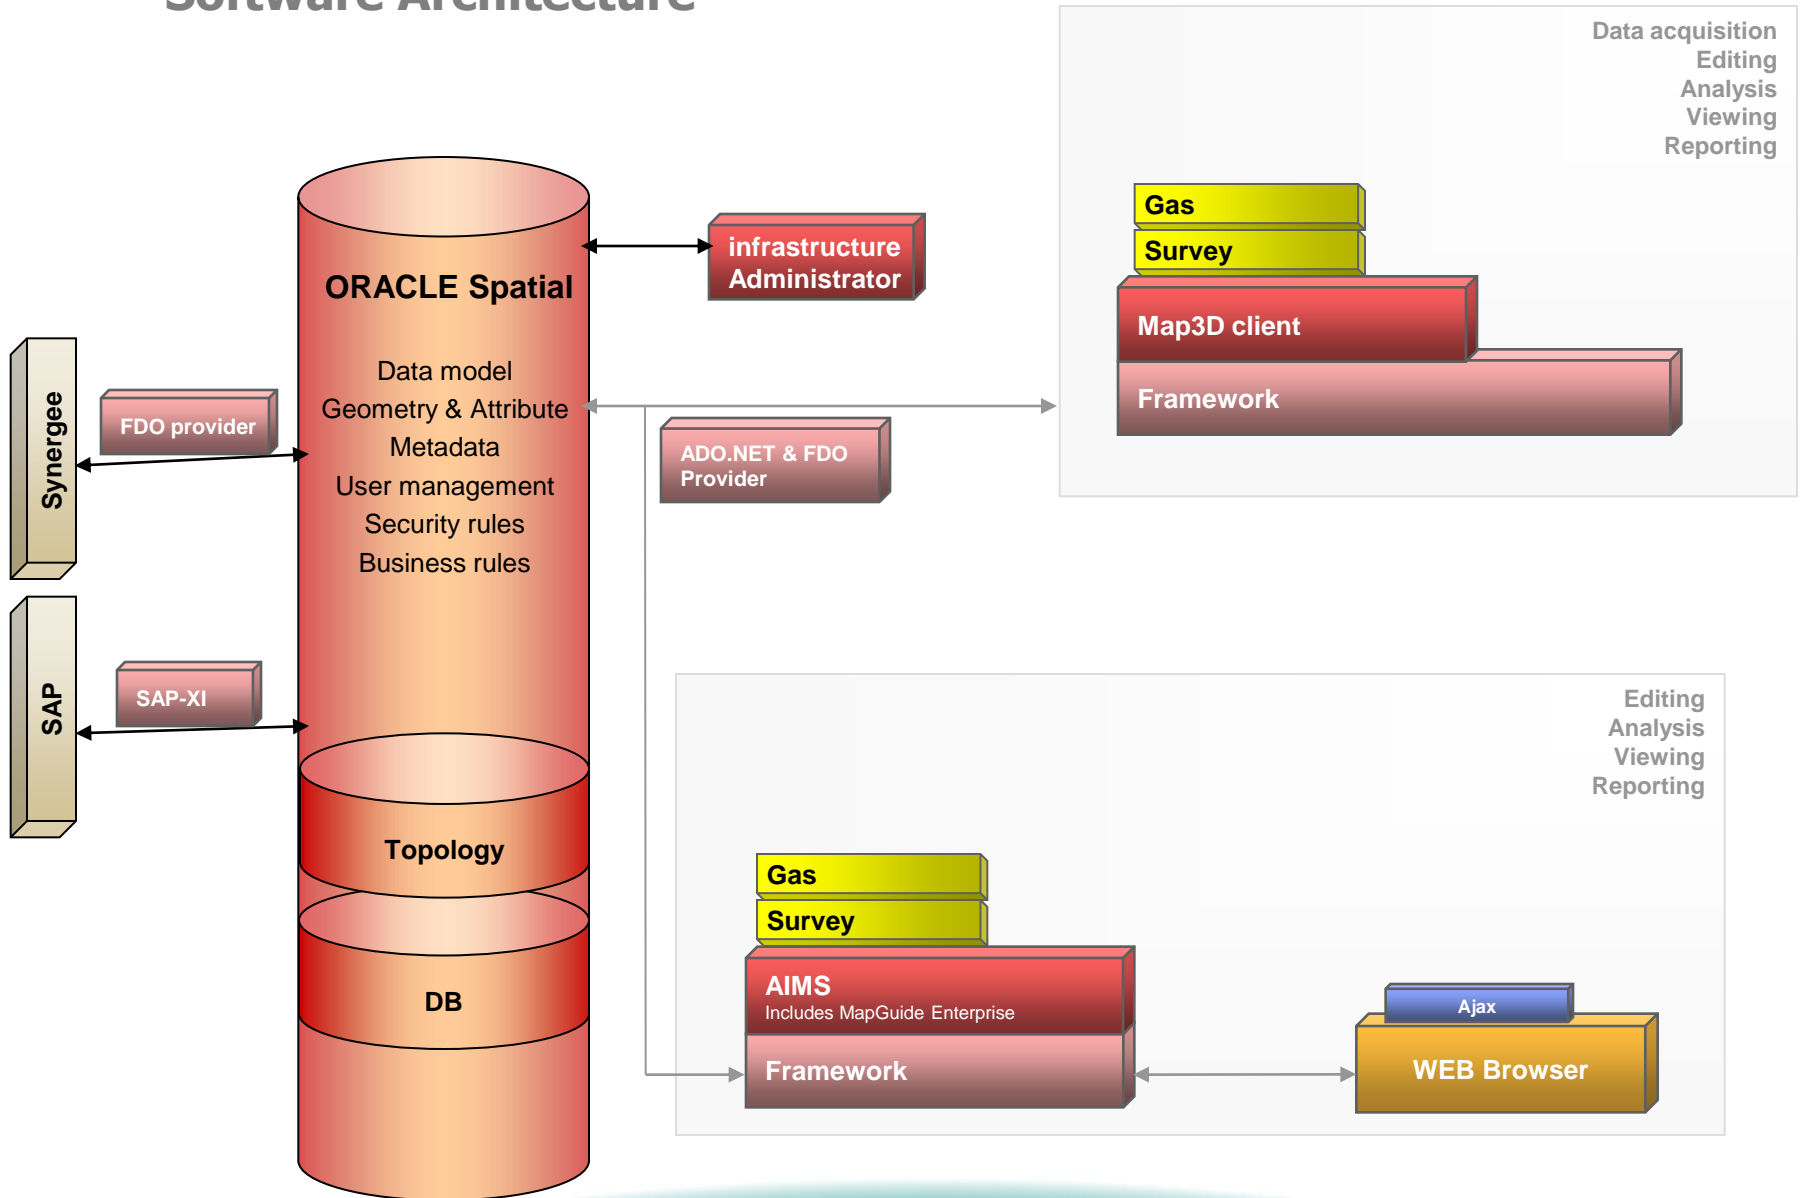 Software Architecture
Data acquisition
Editing
Analysis
Viewing
Reporting
Gas
Survey
Map3D client
Framework
infrastructure
Administrator
ORACLE Spatial
Data model
Geometry & Attribute
Metadata
User management
Security rules
Business rules
Synergee
FDO provider
ADO.NET & FDO
Provider
SAP
SAP-XI
Topology
DB
Editing
Analysis
Viewing
Reporting
Gas
Survey
AIMS
Includes MapGuide Enterprise
Framework
Ajax
WEB Browser